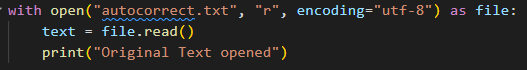 with open("autocorrect.txt", "r", encoding="utf-8") as file:
    text = file.read()
    print("Original Text opened")